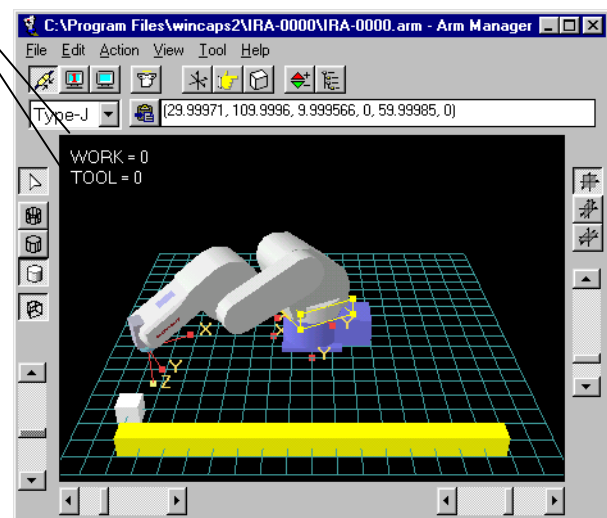 C:\Program Files\wincaps2\IRA-0000\IRA-0000.arm - Arm Manager
File Edit Action View Tool Help
Type-J (29.99971, 109.9996, 9.999566, 0, 59.99985, 0)
WORK = 0
TOOL = 0
X
Y
Z
X
Y
Y